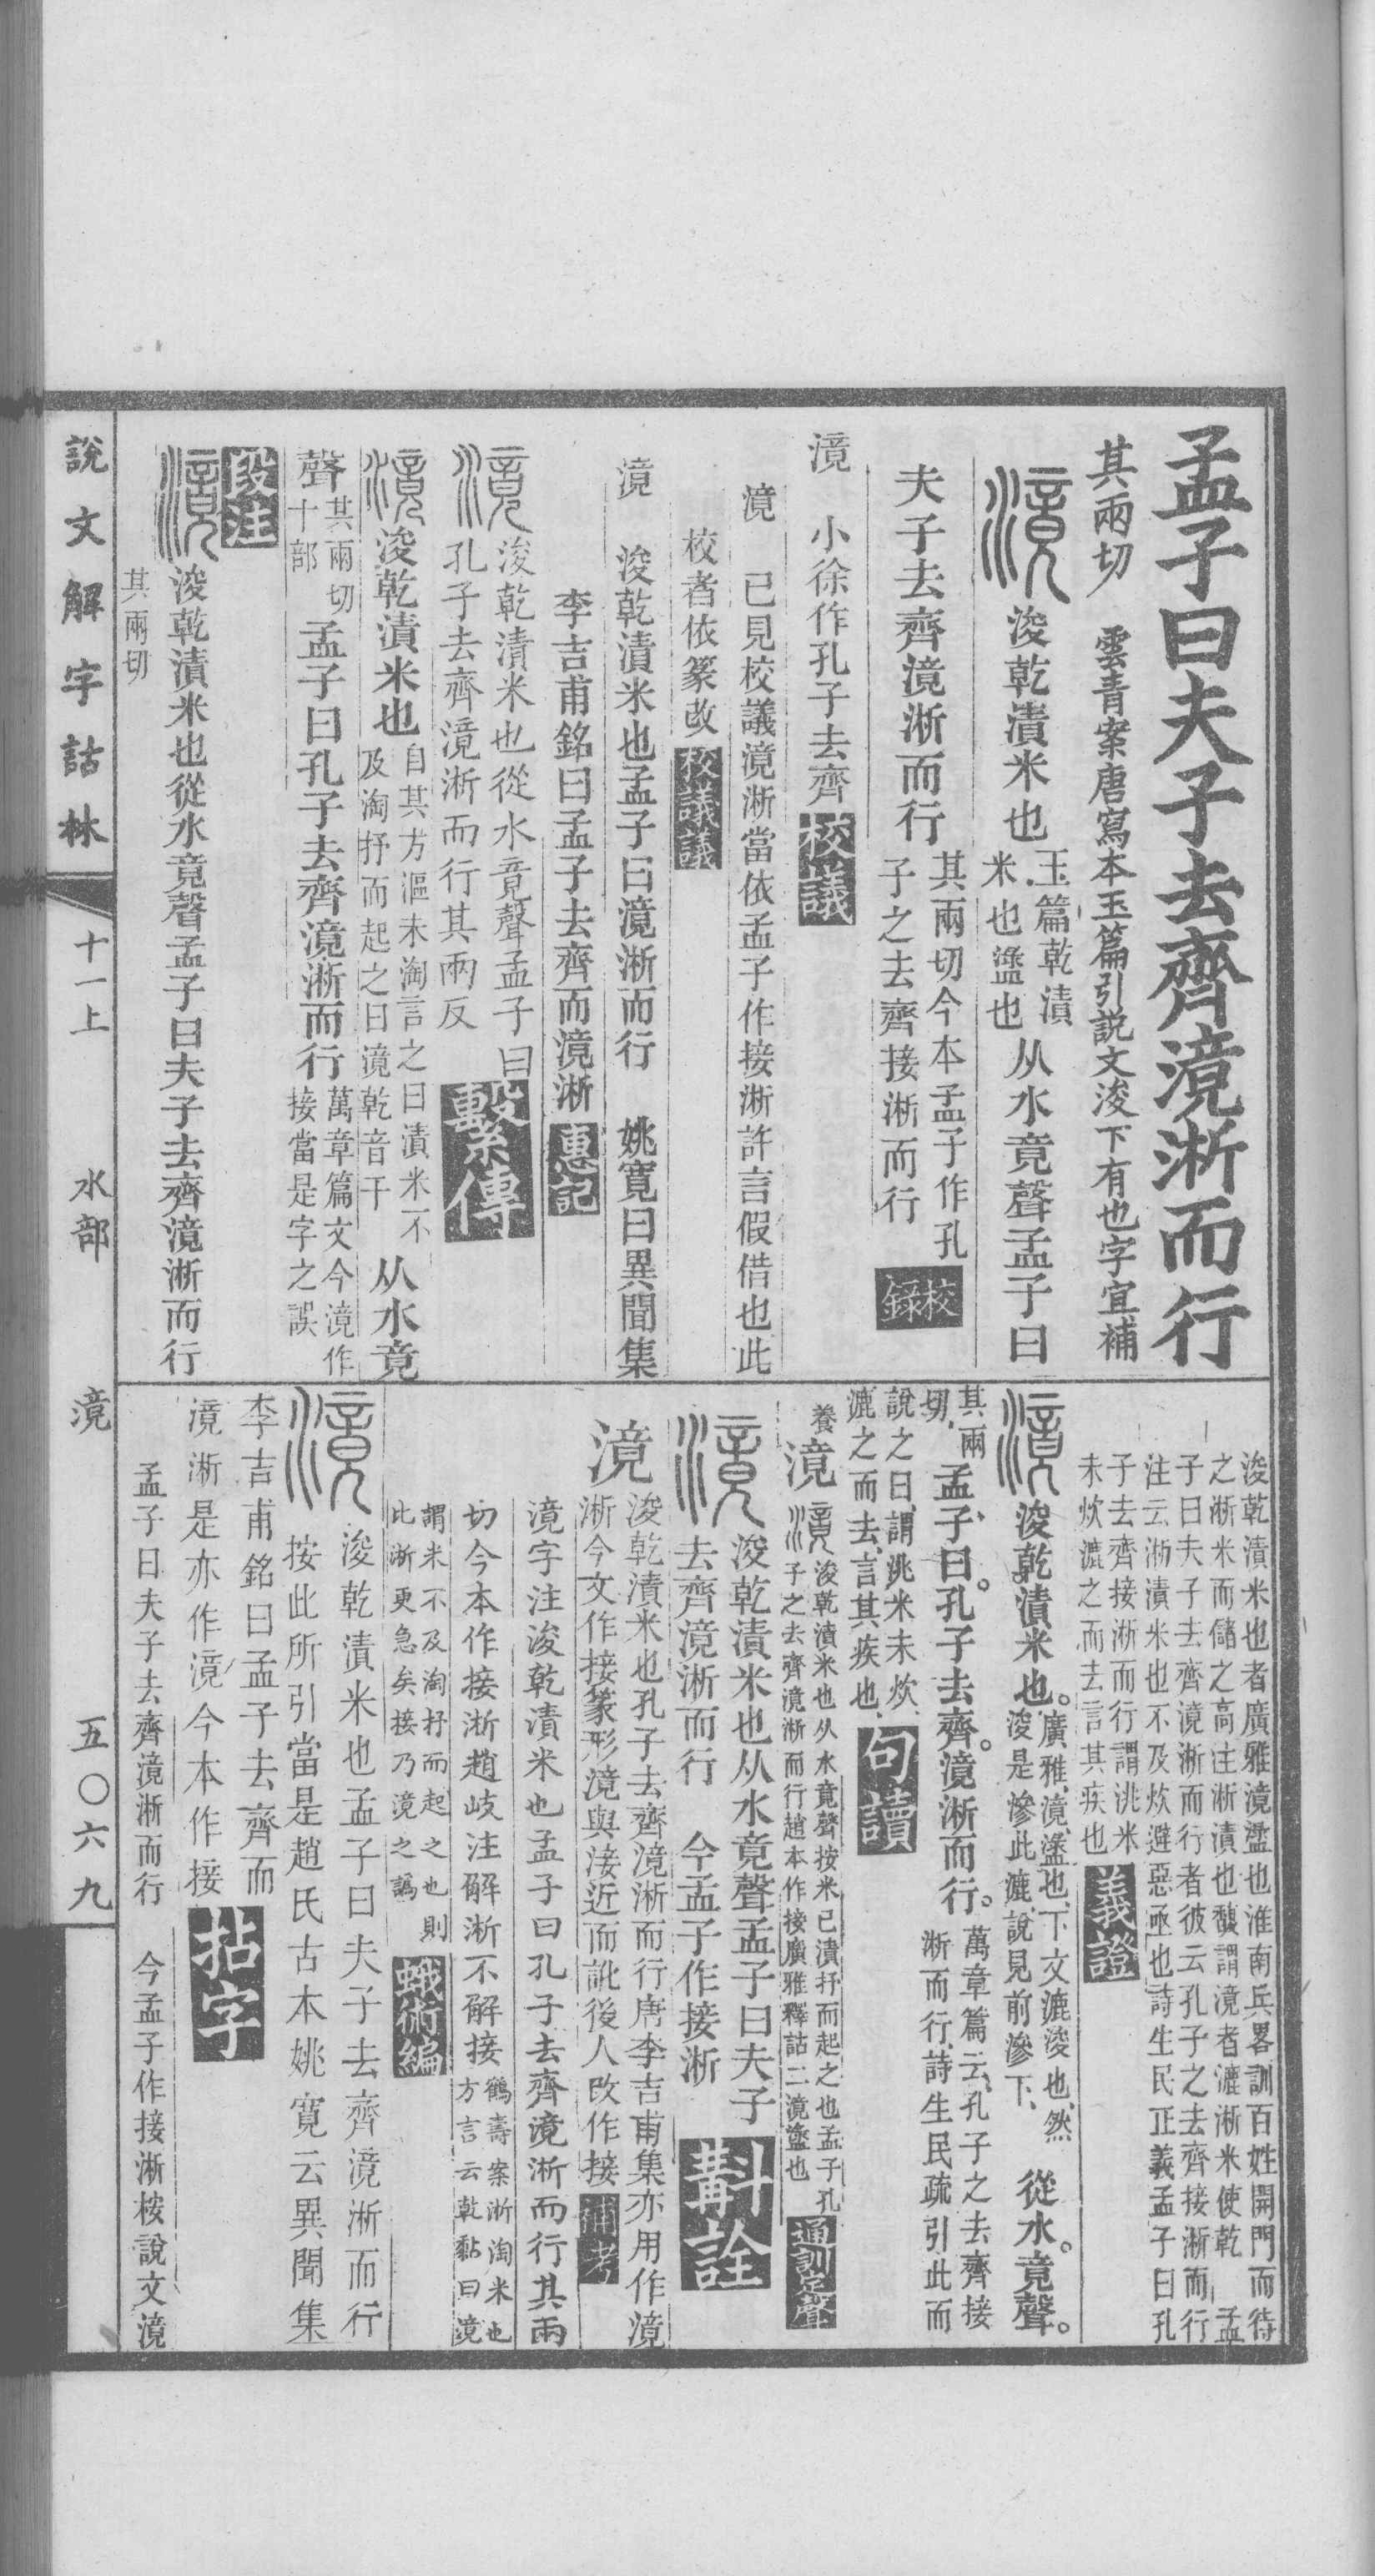 孟子曰夫子去齊滰淅而行
其兩切　雲青案唐寫本玉篇引說文浚下有也字宜補
滰浚乾漬米也玉篇乾漬米也盝也从水竟聲孟子曰
夫子去齊滰淅而行其兩切今本孟子作孔子之去齊接淅而行校錄
滰　小徐作孔子去齊校議
滰　已見校議滰淅當依孟子作接淅許言假借也此
校者依篆改校議議
滰　浚乾漬米也孟子曰滰淅而行　姚寬曰異聞集
李吉甫銘曰孟子去齊而滰淅惠記
滰浚乾漬米也從水竟聲孟子曰孔子去齊滰淅而行其兩反繫傳
滰浚乾漬米也自其方漚未淘言之曰漬米不及淘抒而起之曰滰乾音干从水竟
聲其兩切十部孟子曰孔子去齊滰淅而行萬章篇文今滰作接當是字之誤
段注
滰浚乾漬米也從水竟聲孟子曰夫子去齊滰淅而行
其兩切
浚乾漬米也者廣雅滰盝也淮南兵畧訓百姓開門而待
之淅米而儲之高注淅漬也馥謂滰者漉淅米使乾　孟
子曰夫子去齊滰淅而行者彼云孔子之去齊接淅而行
注云淅漬米也不及炊避惡亟也詩生民正義孟子曰孔
子去齊接淅而行謂洮米
未炊漉之而去言其疾也義證
滰浚乾漬米也。廣雅、滰、盝也、下文漉浚也、然浚是滲此漉、說見前滲下、從水。竟聲。
其兩切、孟子曰。孔子去齊。滰淅而行。萬章篇云、孔子之去齊接淅而行、詩生民疏引此而
說之曰、謂洮米未炊、漉之而去、言其疾也、句讀
養滰滰浚乾漬米也从水竟聲按米已漬抒而起之也孟子孔子之去齊滰淅而行趙本作接廣雅釋詁二滰盝也通訓定聲
滰浚乾漬米也从水竟聲孟子曰夫子
去齊滰淅而行　今孟子作接淅斠詮
滰浚乾漬米也孔子去齊滰淅而行唐李吉甫集亦用作滰
淅今文作接篆形滰與淁近而訛後人改作接補考
滰字注浚乾漬米也孟子曰孔子去齊滰淅而行其兩
切今本作接淅趙岐注解淅不解接鶴壽案淅淘米也方言云乾黏曰滰
謂米不及淘抒而起之也則
比淅更急矣接乃滰之譌蛾術編
滰浚乾漬米也孟子曰夫子去齊滰淅而行
按此所引當是趙氏古本姚寬云異聞集
李吉甫銘曰孟子去齊而
滰淅是亦作滰今本作接拈字
孟子曰夫子去齊滰淅而行　今孟子作接淅桉說文滰
說文解字詁林　十一上　水部　滰　五〇六九